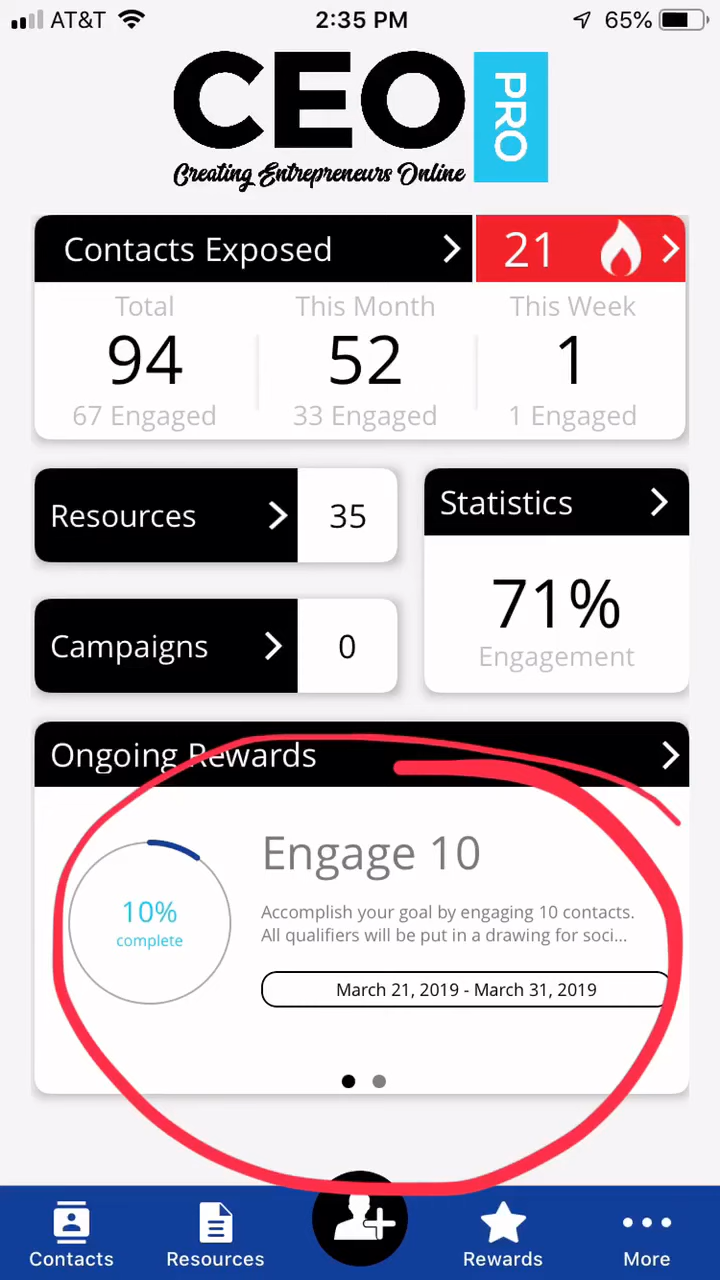 AT&T 2:35 PM 65%
CEO PRO
Creating Entrepreneurs Online
Contacts Exposed 21
Total This Month This Week
94 52 1
67 Engaged 33 Engaged 1 Engaged
Resources 35
Statistics
71%
Engagement
Campaigns 0
Ongoing Rewards
Engage 10
10%
complete
Accomplish your goal by engaging 10 contacts.
All qualifiers will be put in a drawing for soci...
March 21, 2019 - March 31, 2019
Contacts Resources Rewards More